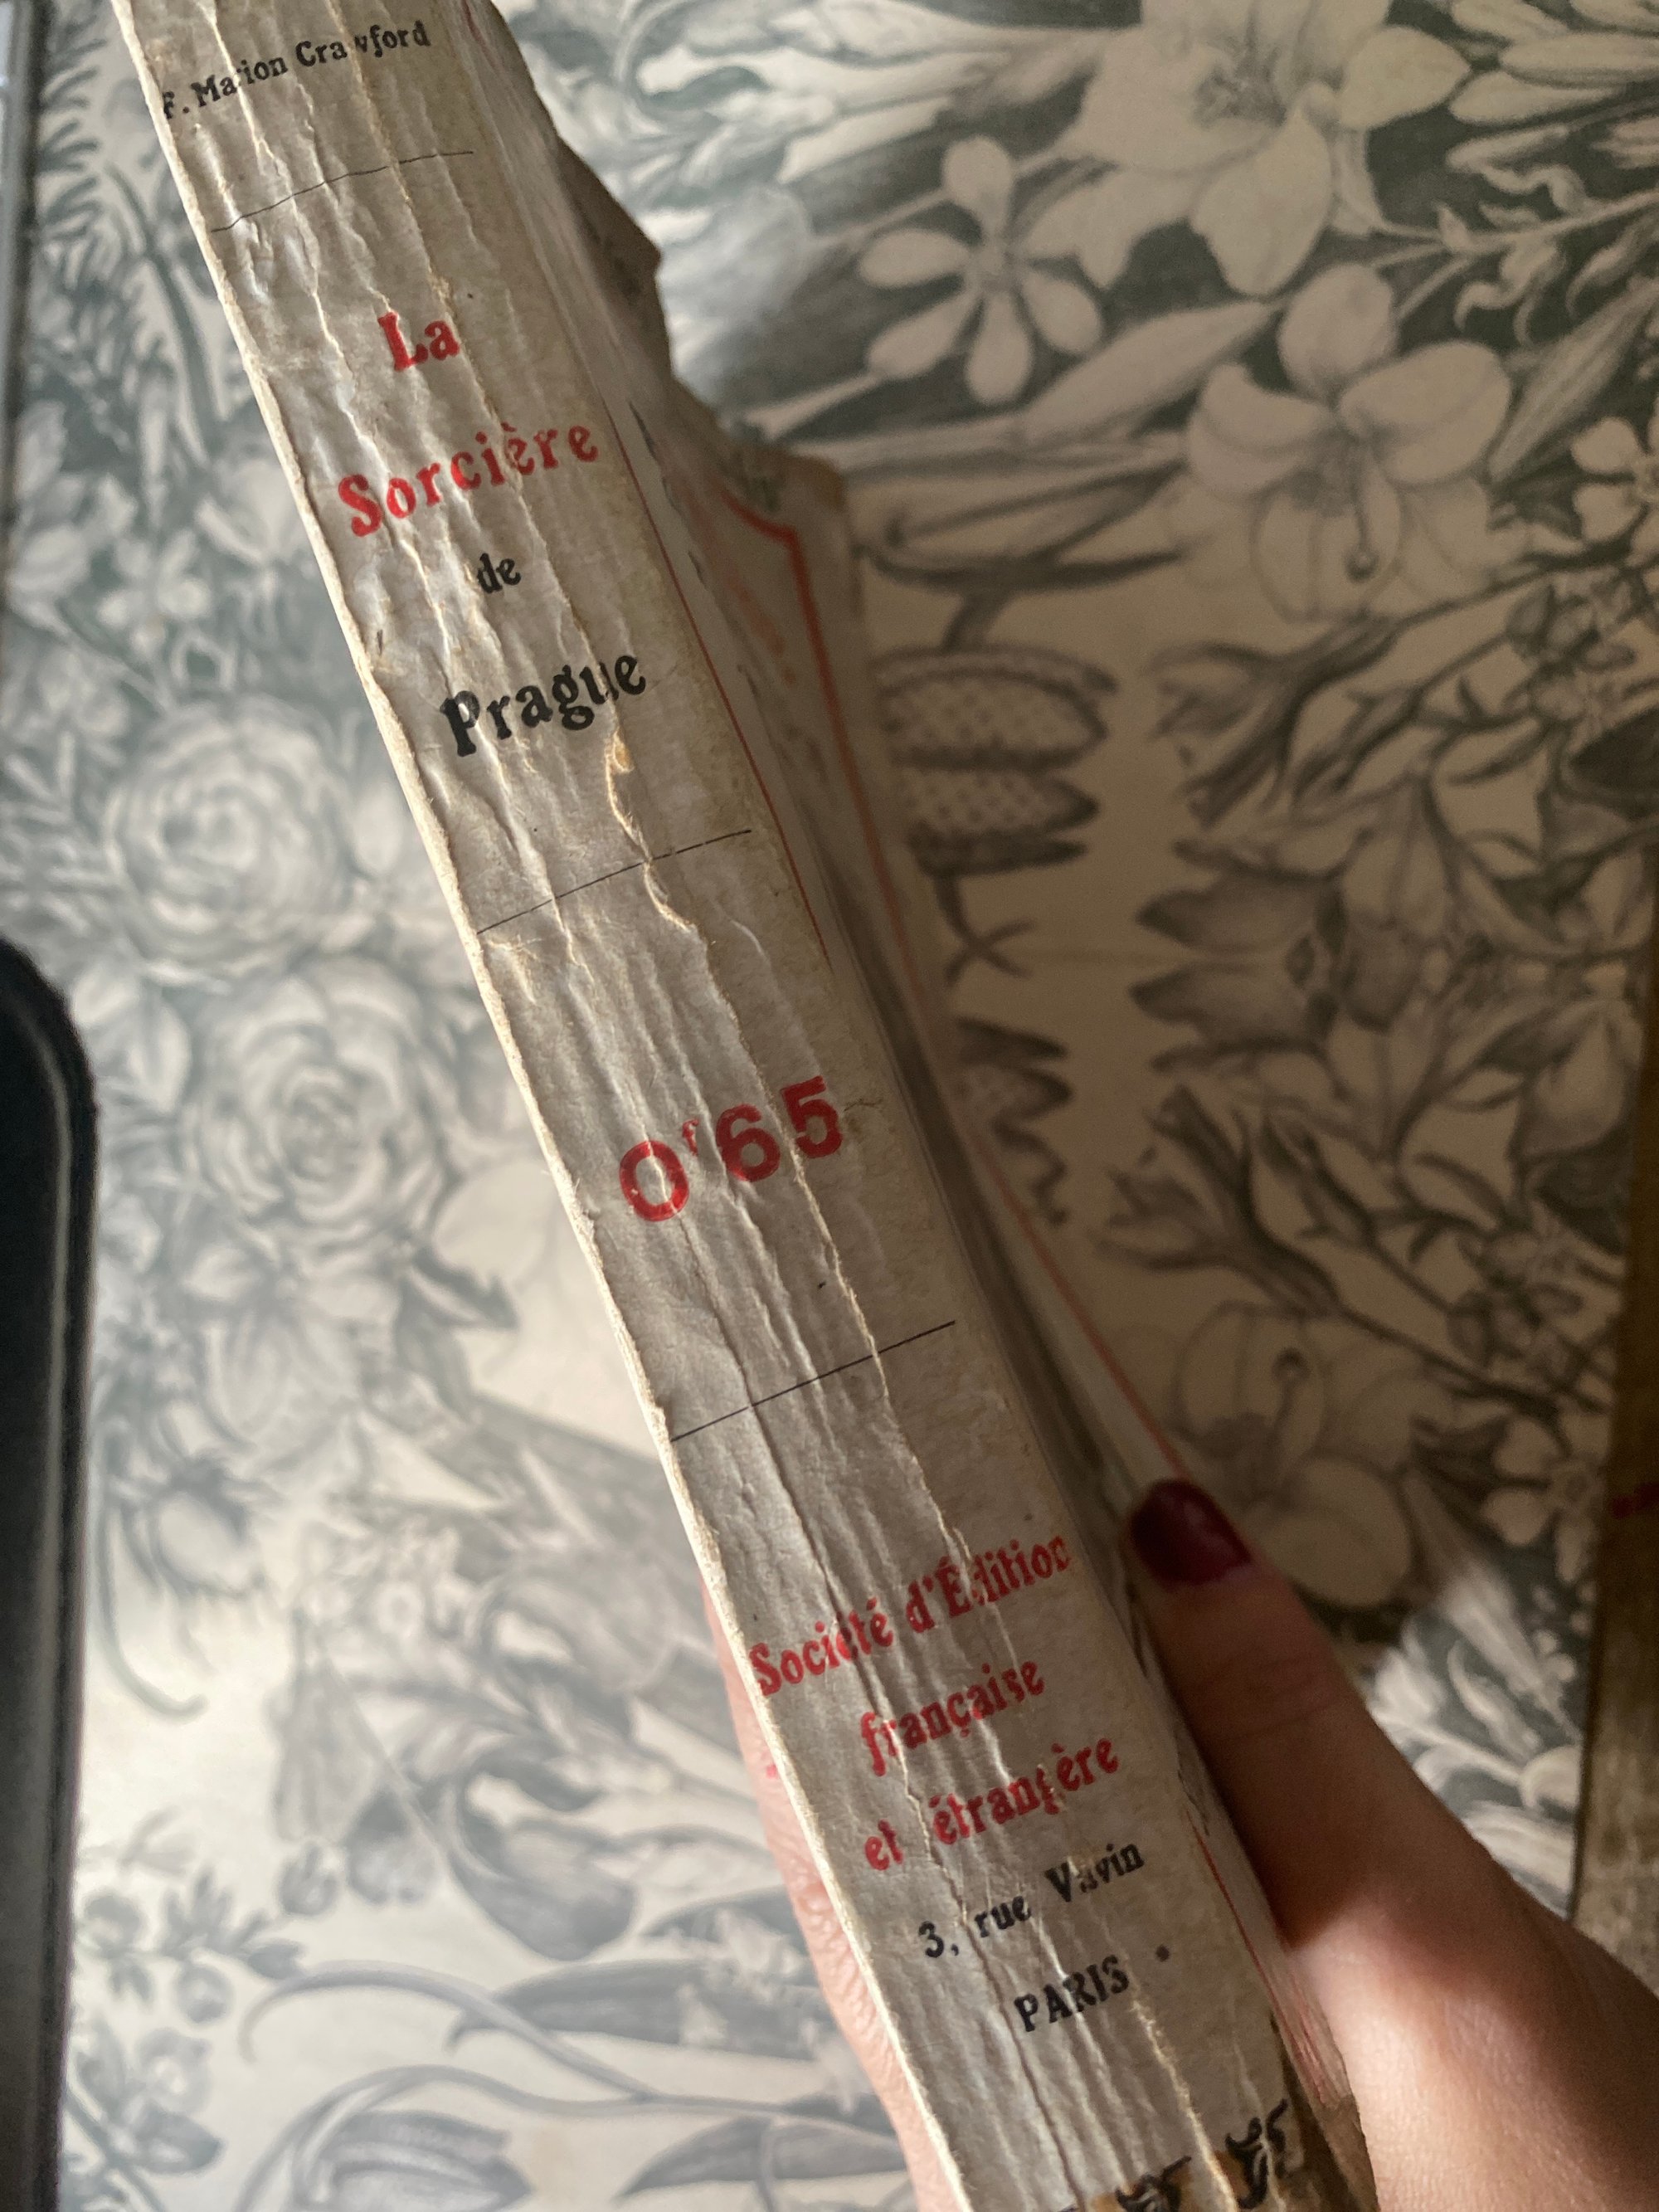 F. Marion Crawford
La
Sorcière
de
Prague
0f65
Société d'Édition
française
et étrangère
3, rue Vavin
PARIS